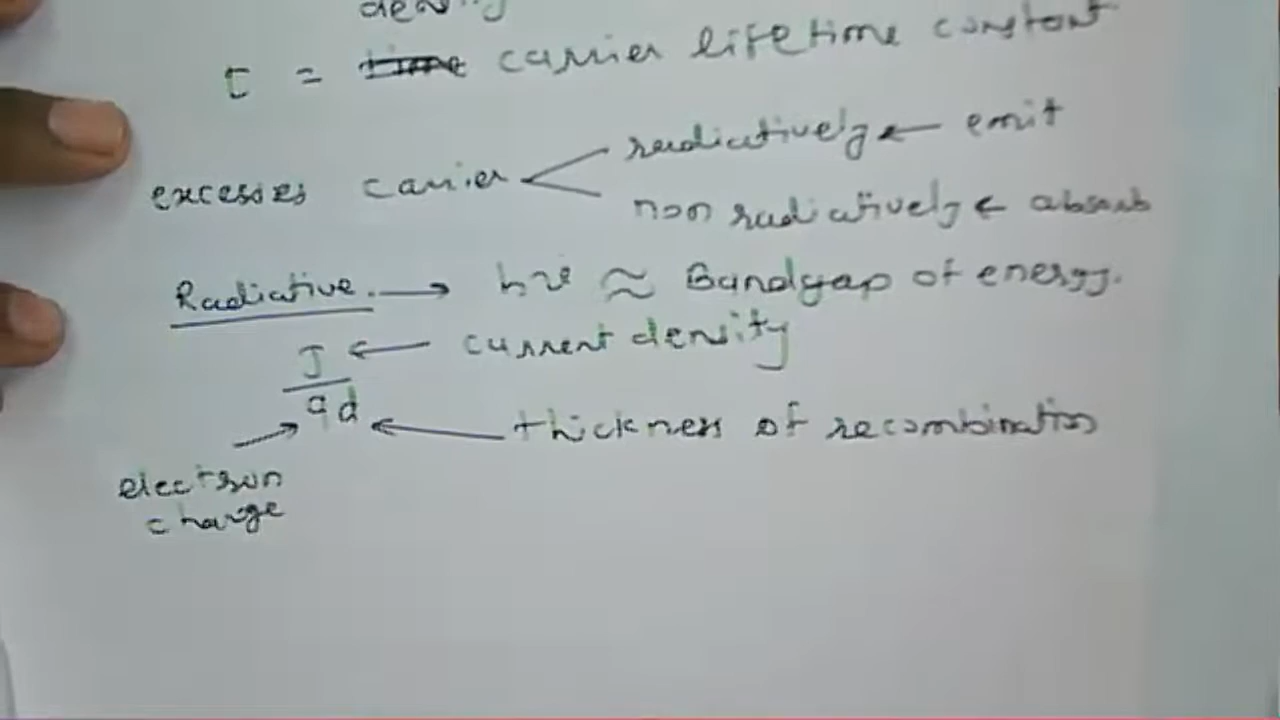 τ = time carrier lifetime constant
excesses carrier radiatively ← emit
non radiatively ← absorb
Radiative. → hν ≈ Bandgap of energy.
J ← current density
qd ← thickness of recombination
electron
charge